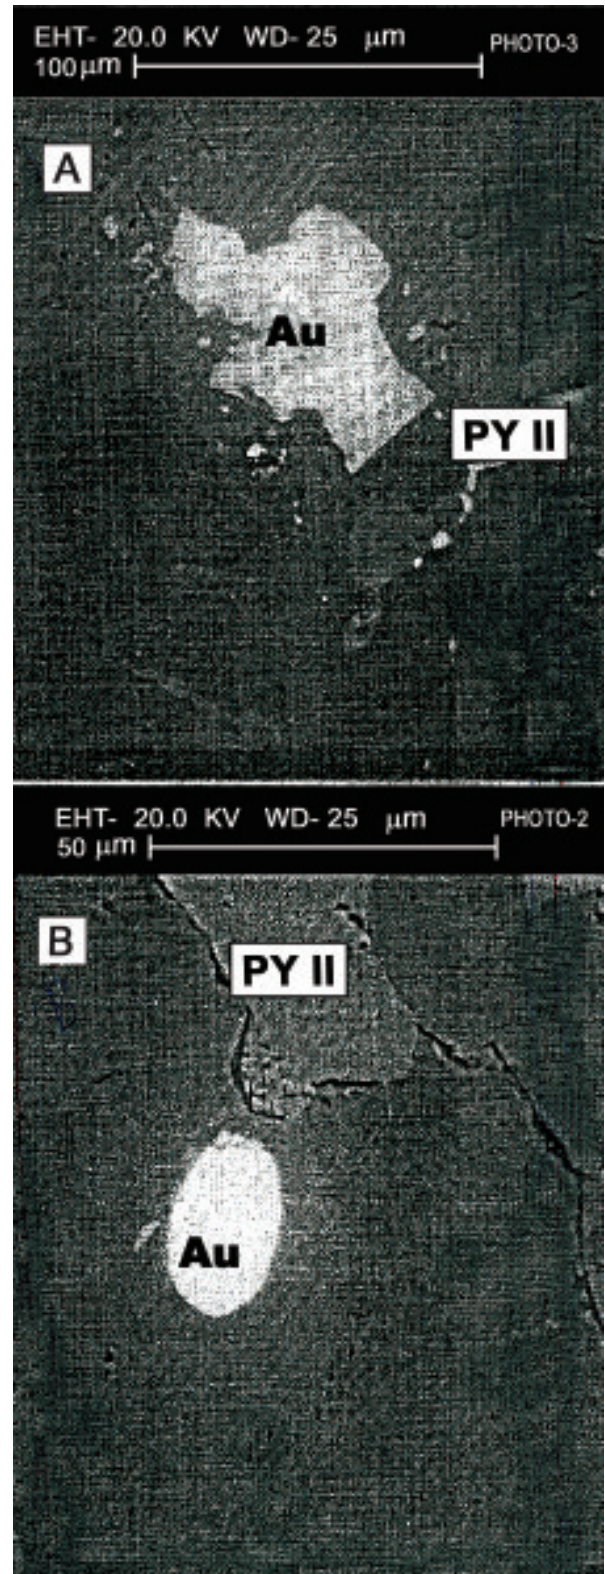 EHT- 20.0 KV WD- 25 μm PHOTO-3
100 μm
A
Au
PY II
EHT- 20.0 KV WD- 25 μm PHOTO-2
50 μm
B
PY II
Au